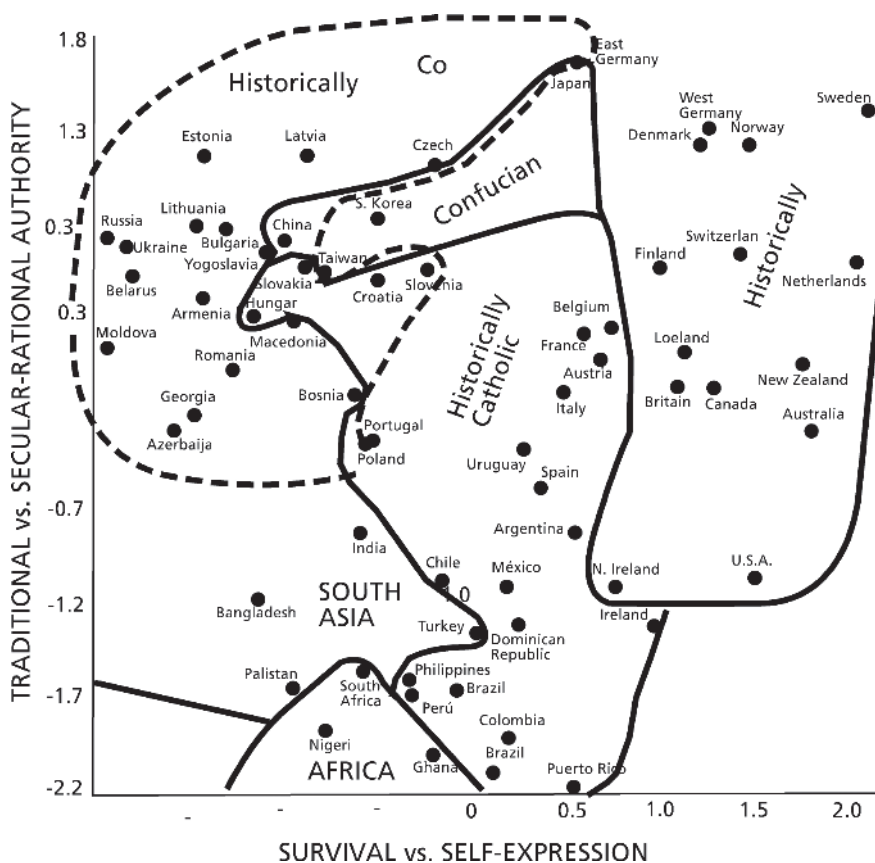 TRADITIONAL vs. SECULAR-RATIONAL AUTHORITY
1.8
1.3
0.3
0.3
-0.7
-1.2
-1.7
-2.2
Historically
Co
East
Germany
Japan
West
Germany
Sweden
Denmark
Norway
Estonia
Latvia
Czech
Confucian
S. Korea
Lithuania
Russia
Bulgaria
China
Ukraine
Yogoslavia
Taiwan
Slovakia
Slovenia
Croatia
Belarus
Armenia
Hungar
Macedonia
Moldova
Romania
Georgia
Azerbaija
Bosnia
Portugal
Poland
Historically
Catholic
Switzerlan
Finland
Netherlands
Historically
Belgium
France
Austria
Italy
Loeland
New Zealand
Britain
Canada
Australia
Uruguay
Spain
Argentina
India
Chile
1.0
México
N. Ireland
U.S.A.
Ireland
Bangladesh
SOUTH
ASIA
Turkey
Dominican
Republic
Palistan
South
Africa
Philippines
Brazil
Perú
Colombia
Nigeri
AFRICA
Ghana
Brazil
Puerto Rico
- - - 0 0.5 1.0 1.5 2.0
SURVIVAL vs. SELF-EXPRESSION